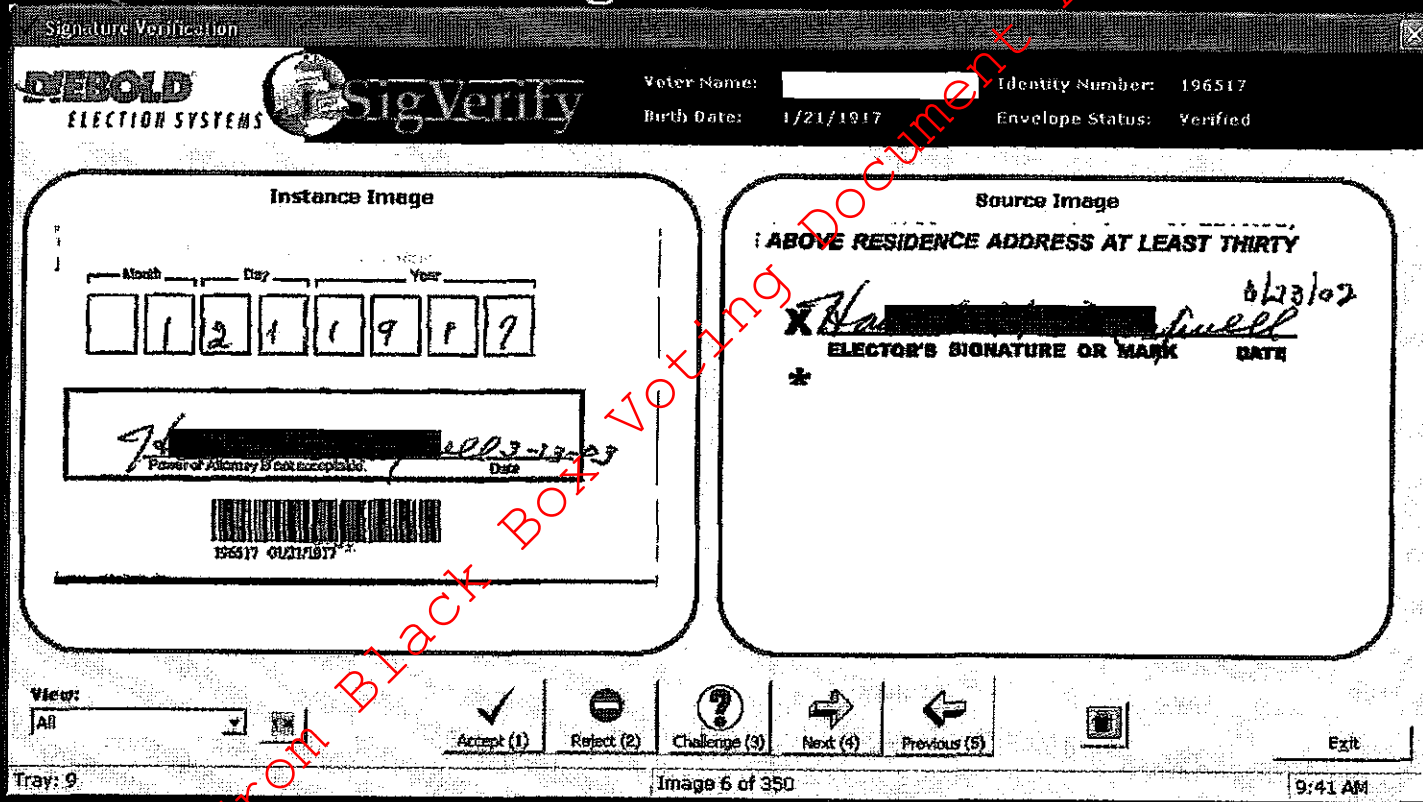 Signature Verification
DIEBOLD
ELECTION SYSTEMS
SigVerify
Voter Name:
Identity Number: 196517
Birth Date: 1/21/1917
Envelope Status: Verified
Instance Image
Month Day Year
1 2 1 1 9 1 7
Power of Attorney is not acceptable.
Date
3-13-03
196517 01/21/1917
Source Image
ABOVE RESIDENCE ADDRESS AT LEAST THIRTY
X
ELECTOR'S SIGNATURE OR MARK DATE
*
View:
All
Accept (1)
Reject (2)
Challenge (3)
Next (4)
Previous (5)
Exit
Tray: 9
Image 6 of 350
9:41 AM
rom Black Box Voting Document